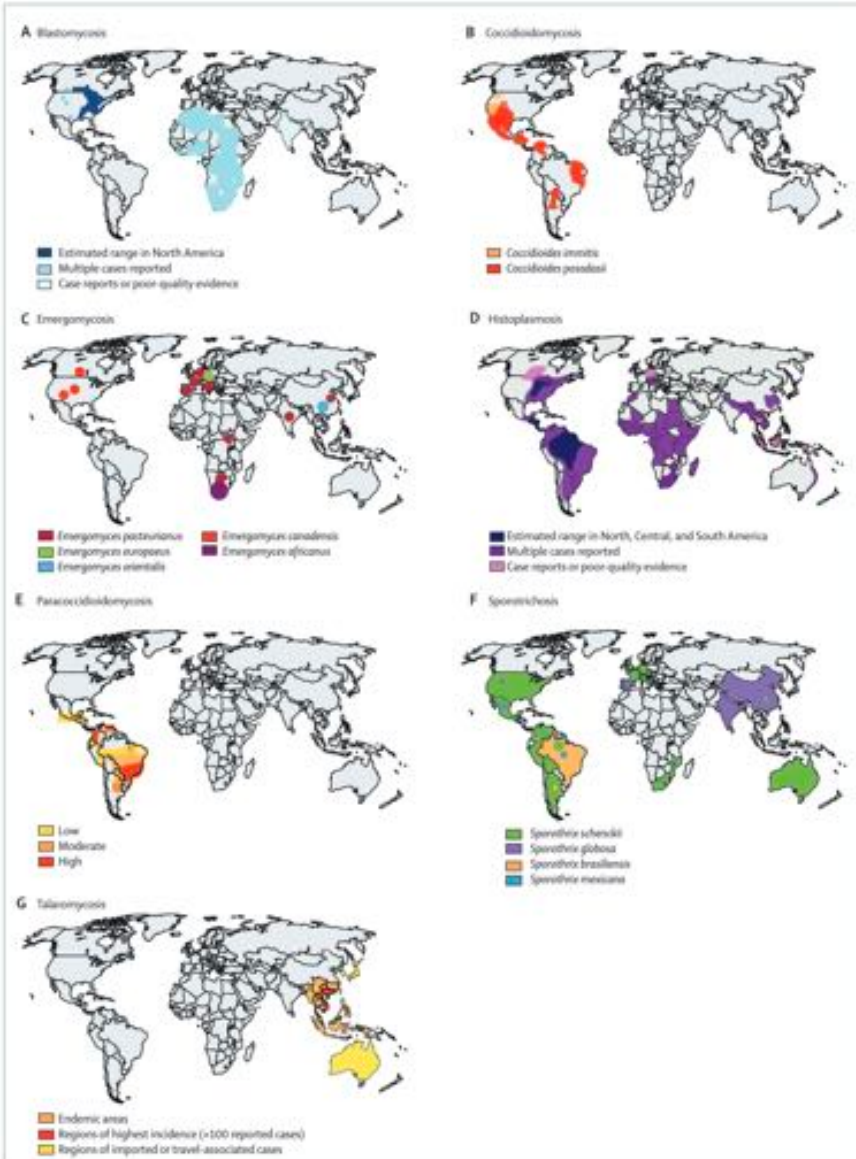 A Blastomycosis
Estimated range in North America
Multiple cases reported
Case reports or poor-quality evidence
B Coccidioidomycosis
Coccidioides immitis
Coccidioides posadasii
C Emergomycosis
Emergomyces pasteurianus
Emergomyces europaeus
Emergomyces orientalis
Emergomyces canadensis
Emergomyces africanus
D Histoplasmosis
Estimated range in North, Central, and South America
Multiple cases reported
Case reports or poor-quality evidence
E Paracoccidioidomycosis
Low
Moderate
High
F Sporotrichosis
Sporothrix schenckii
Sporothrix globosa
Sporothrix brasiliensis
Sporothrix mexicana
G Talaromycosis
Endemic areas
Regions of highest incidence (>100 reported cases)
Regions of imported or travel-associated cases